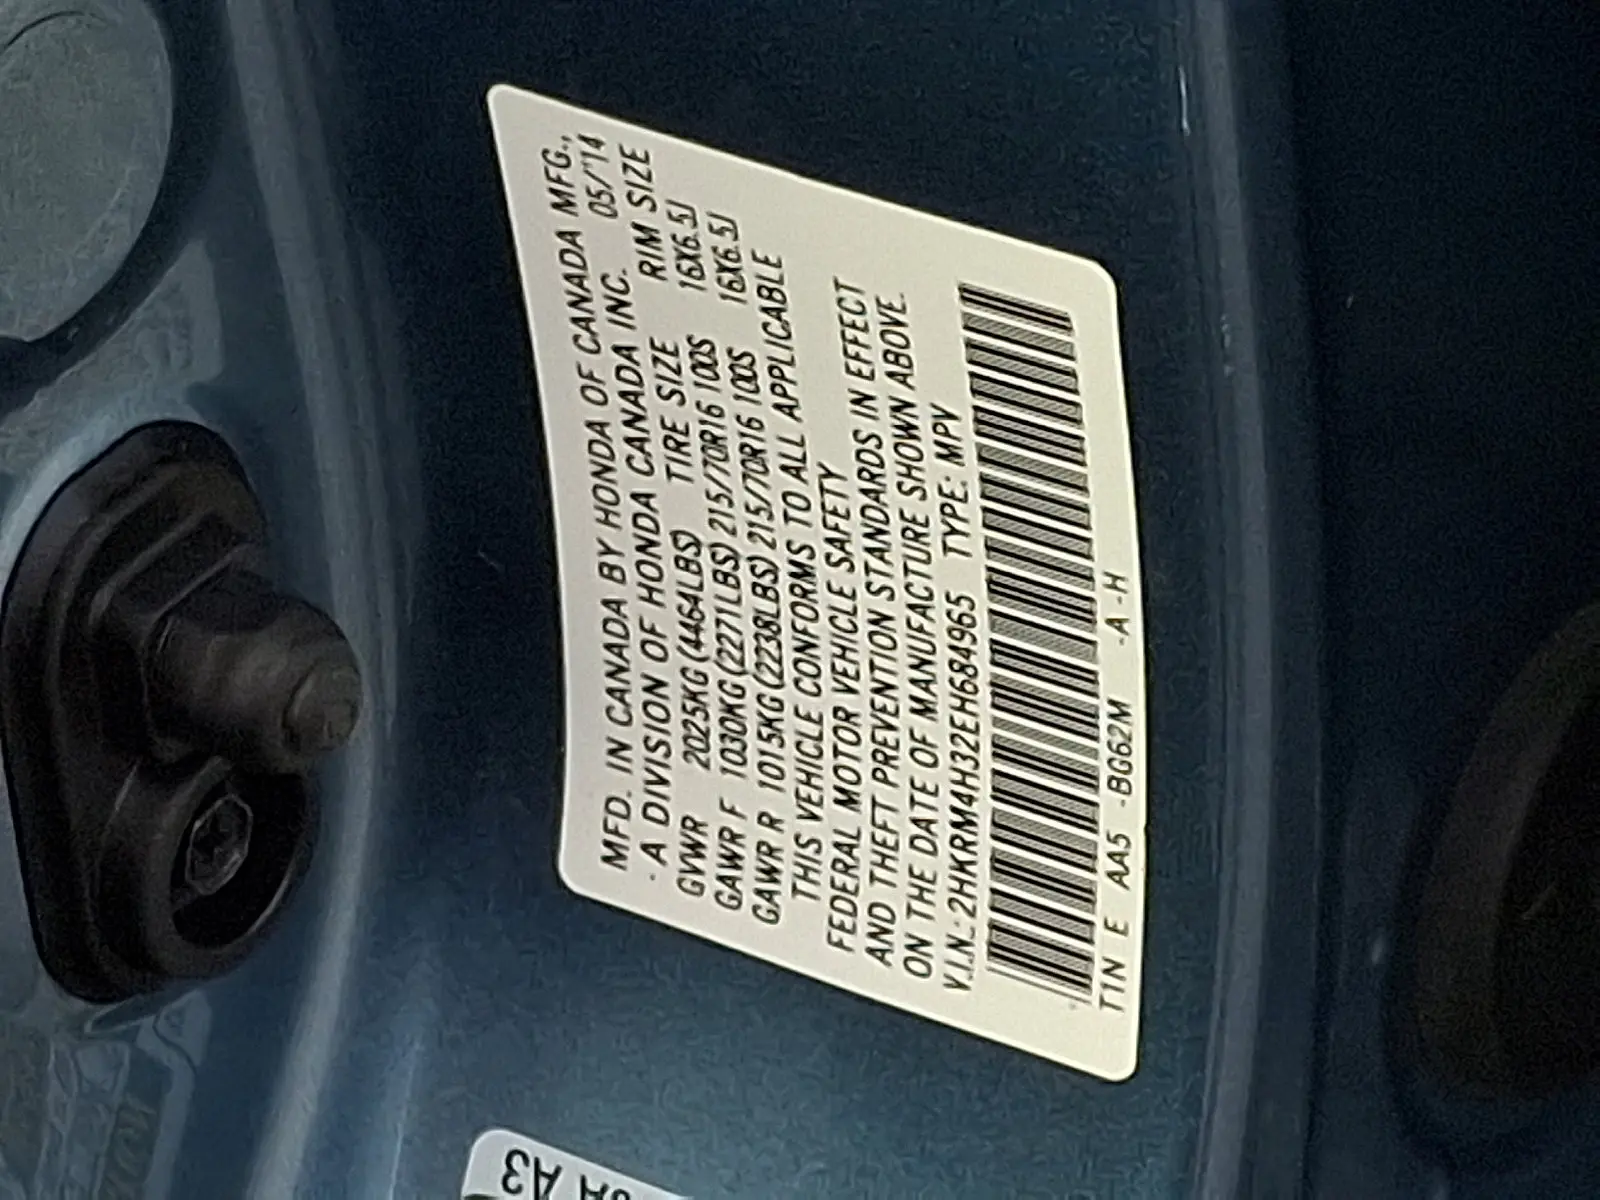 MFD. IN CANADA BY HONDA OF CANADA MFG.,
A DIVISION OF HONDA CANADA INC. 05/'14
GVWR 2025KG (4464LBS) TIRE SIZE RIM SIZE
GAWR F 1030KG (2271LBS) 215/70R16 100S 16X6.5J
GAWR R 1015KG (2238LBS) 215/70R16 100S 16X6.5J
THIS VEHICLE CONFORMS TO ALL APPLICABLE
FEDERAL MOTOR VEHICLE SAFETY
AND THEFT PREVENTION STANDARDS IN EFFECT
ON THE DATE OF MANUFACTURE SHOWN ABOVE.
V.I.N.: 2HKRM4H32EH684965 TYPE: MPV
T1N E AA5 -BG62M -A -H
A3